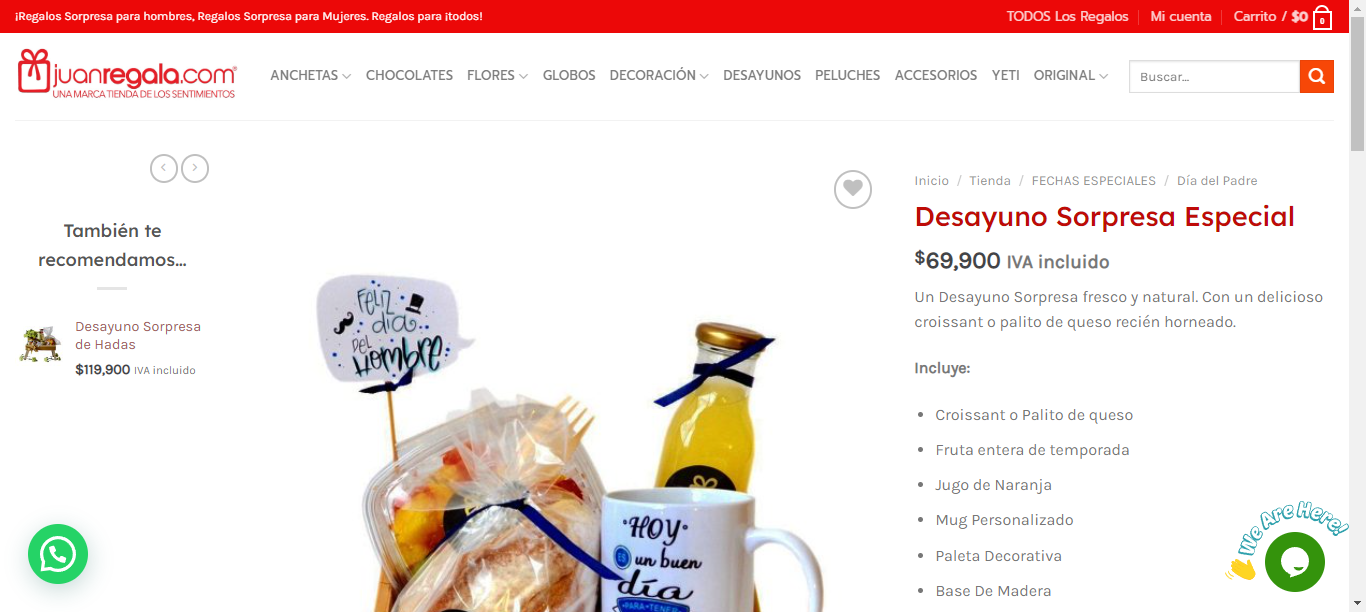 ¡Regalos Sorpresa para hombres, Regalos Sorpresa para Mujeres. Regalos para ¡todos!
TODOS Los Regalos
Mi cuenta
Carrito / $0
0
juanregala.com®
UNA MARCA TIENDA DE LOS SENTIMIENTOS
ANCHETAS
CHOCOLATES
FLORES
GLOBOS
DECORACIÓN
DESAYUNOS
PELUCHES
ACCESORIOS
YETI
ORIGINAL
Buscar…
También te
recomendamos…
Desayuno Sorpresa
de Hadas
$119,900 IVA incluido
FELIZ
dia
DEL
HOMBRE
HOY
ES
un buen
día
PARA TENER
Inicio / Tienda / FECHAS ESPECIALES / Día del Padre
Desayuno Sorpresa Especial
$69,900 IVA incluido
Un Desayuno Sorpresa fresco y natural. Con un delicioso
croissant o palito de queso recién horneado.
Incluye:
• Croissant o Palito de queso
• Fruta entera de temporada
• Jugo de Naranja
• Mug Personalizado
• Paleta Decorativa
• Base De Madera
We Are Here!